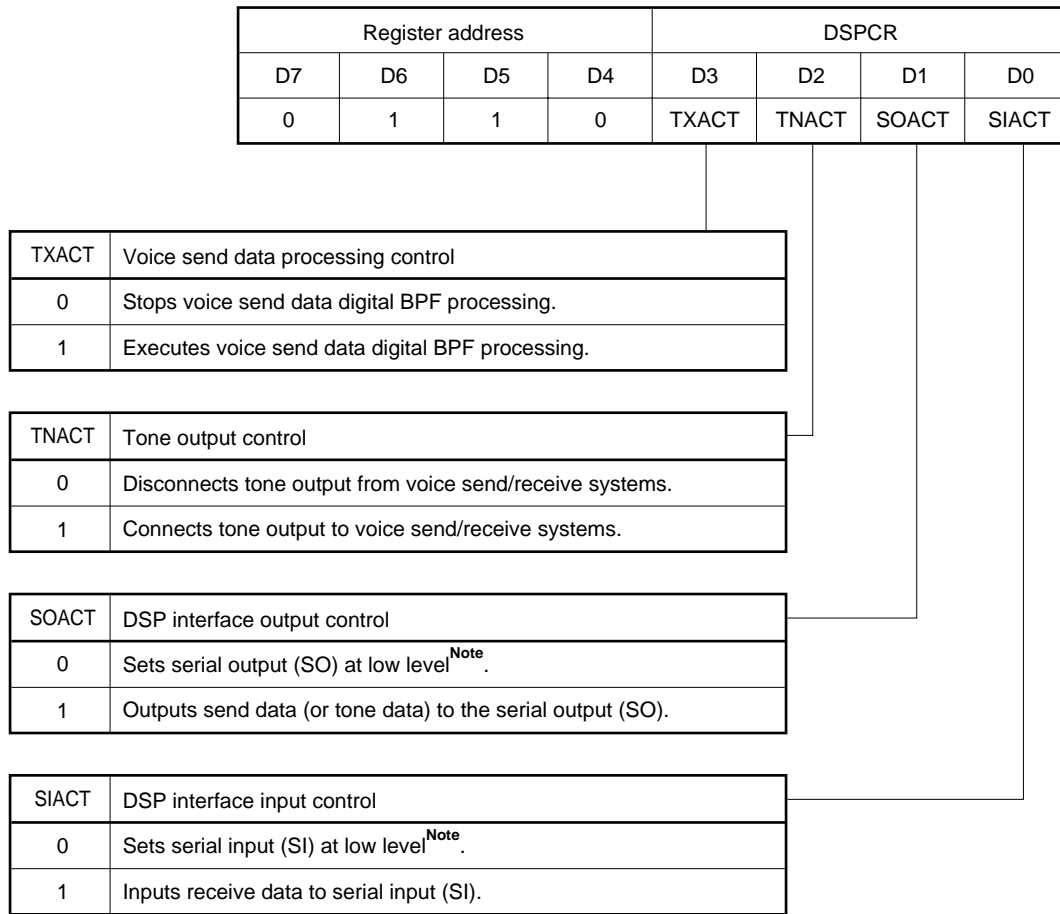 Register address DSPCR
D7 D6 D5 D4 D3 D2 D1 D0
0 1 1 0 TXACT TNACT SOACT SIACT
TXACT Voice send data processing control
0 Stops voice send data digital BPF processing.
1 Executes voice send data digital BPF processing.
TNACT Tone output control
0 Disconnects tone output from voice send/receive systems.
1 Connects tone output to voice send/receive systems.
SOACT DSP interface output control
0 Sets serial output (SO) at low level Note.
1 Outputs send data (or tone data) to the serial output (SO).
SIACT DSP interface input control
0 Sets serial input (SI) at low level Note.
1 Inputs receive data to serial input (SI).